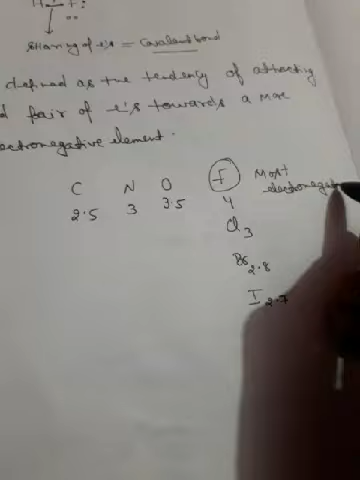 H F :
sharing of e's = Covalent bond
defined as the tendency of attracting
d pair of e's towards a more
electronegative element.
C N O F Most
electronegati
2.5 3 3.5 4
Cl 3
Br 2.8
I 2.7